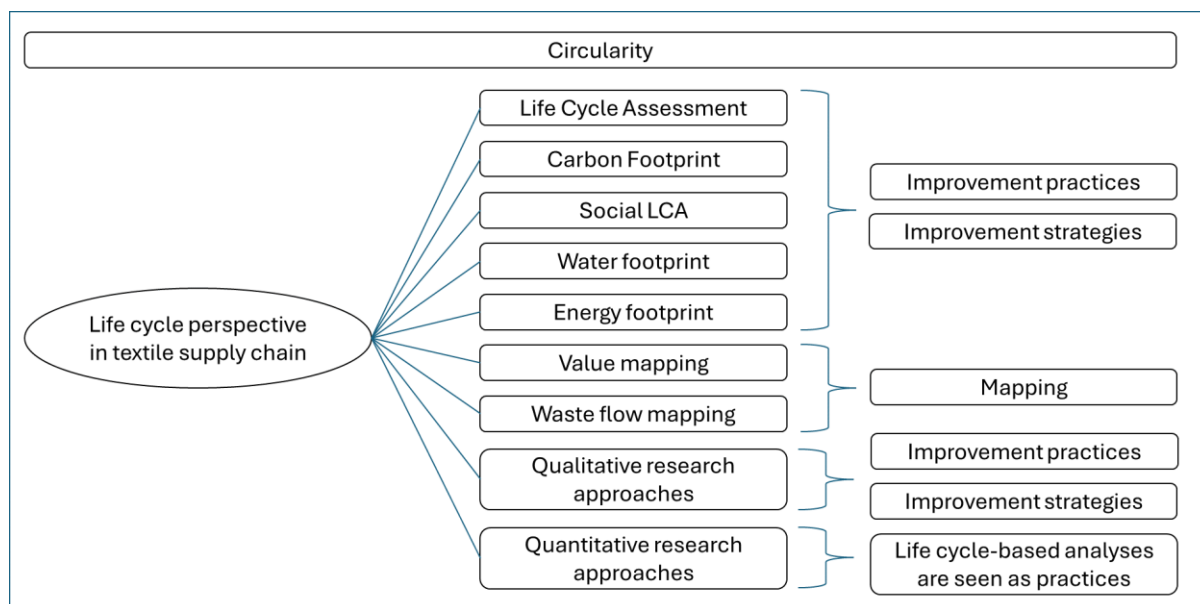 Circularity
Life cycle perspective
in textile supply chain
Life Cycle Assessment
Carbon Footprint
Social LCA
Water footprint
Energy footprint
Value mapping
Waste flow mapping
Qualitative research
approaches
Quantitative research
approaches
Improvement practices
Improvement strategies
Mapping
Improvement practices
Improvement strategies
Life cycle-based analyses
are seen as practices